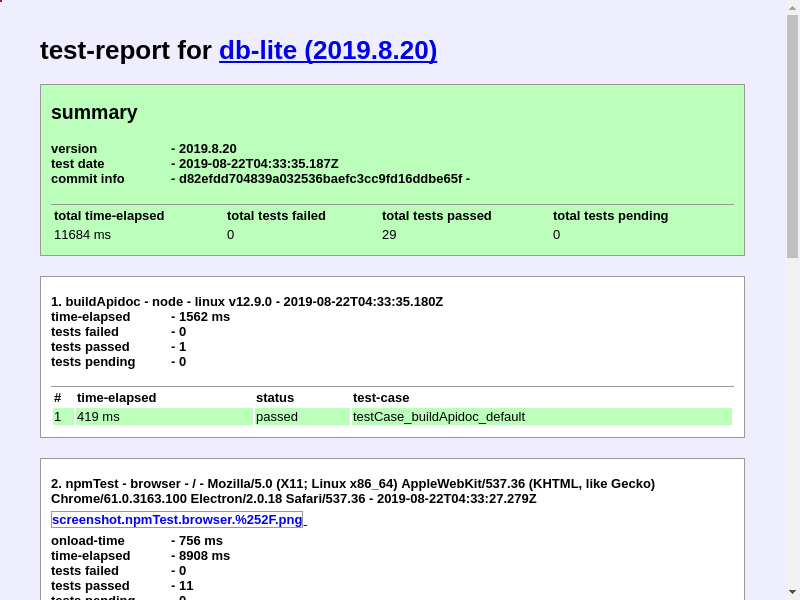 test-report for db-lite (2019.8.20)
summary
version - 2019.8.20
test date - 2019-08-22T04:33:35.187Z
commit info - d82efdd704839a032536baefc3cc9fd16ddbe65f -
total time-elapsed total tests failed total tests passed total tests pending
11684 ms 0 29 0
1. buildApidoc - node - linux v12.9.0 - 2019-08-22T04:33:35.180Z
time-elapsed - 1562 ms
tests failed - 0
tests passed - 1
tests pending - 0
# time-elapsed status test-case
1 419 ms passed testCase_buildApidoc_default
2. npmTest - browser - / - Mozilla/5.0 (X11; Linux x86_64) AppleWebKit/537.36 (KHTML, like Gecko)
Chrome/61.0.3163.100 Electron/2.0.18 Safari/537.36 - 2019-08-22T04:33:27.279Z
screenshot.npmTest.browser.%252F.png
onload-time - 756 ms
time-elapsed - 8908 ms
tests failed - 0
tests passed - 11
tests pending - 0